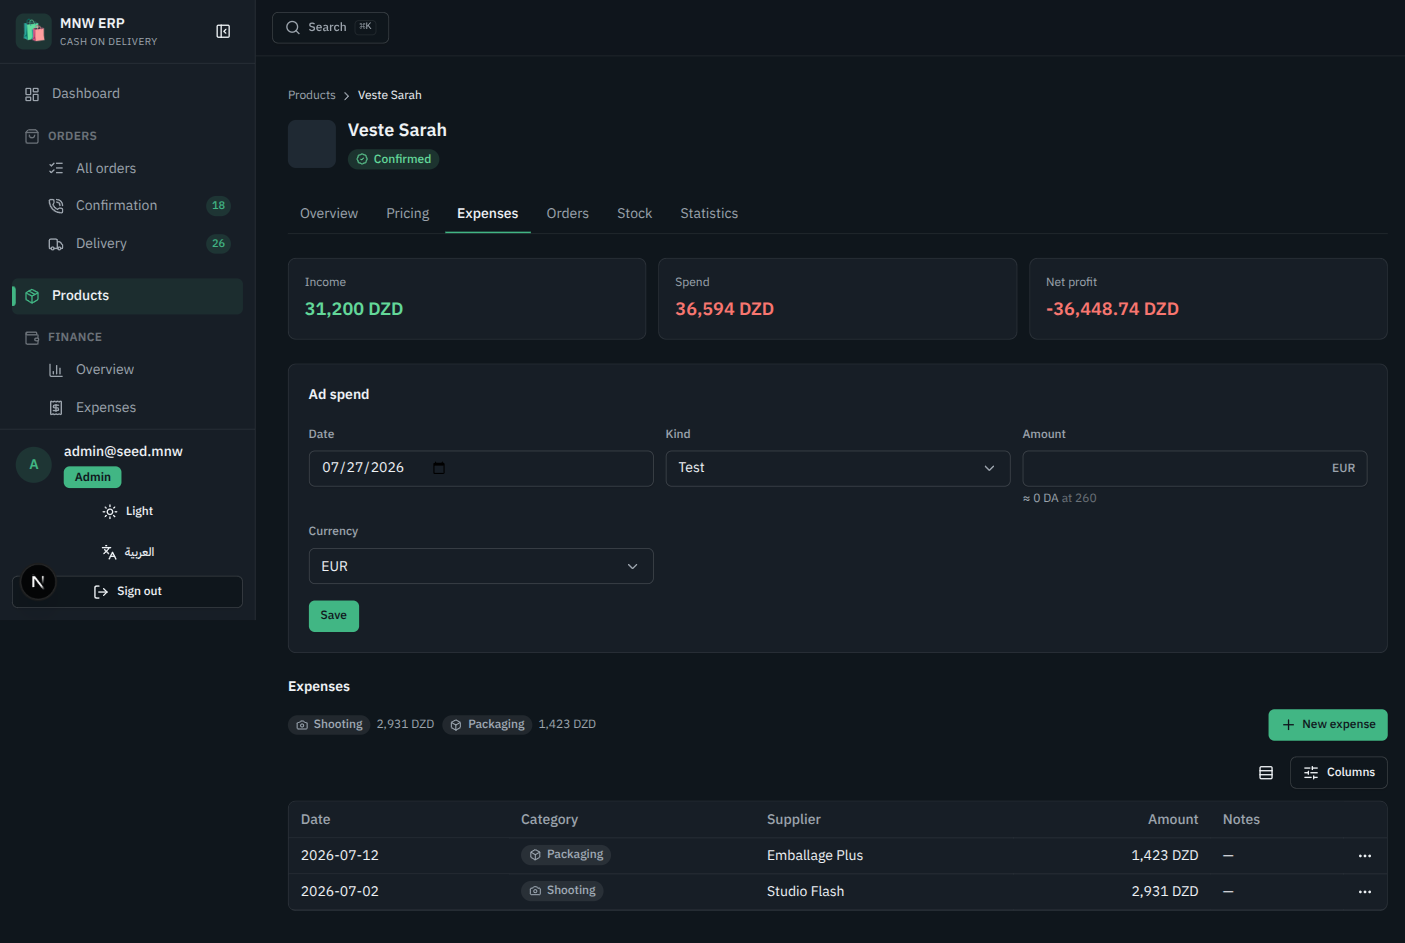 MNW ERP
CASH ON DELIVERY
Search ⌘K
Dashboard
ORDERS
All orders
Confirmation 18
Delivery 26
Products
FINANCE
Overview
Expenses
A
admin@seed.mnw
Admin
Light
العربية
N
Sign out
Products > Veste Sarah
Veste Sarah
Confirmed
Overview Pricing Expenses Orders Stock Statistics
Income
31,200 DZD
Spend
36,594 DZD
Net profit
-36,448.74 DZD
Ad spend
Date
07/27/2026
Kind
Test
Amount
EUR
≈ 0 DA at 260
Currency
EUR
Save
Expenses
Shooting 2,931 DZD Packaging 1,423 DZD
New expense
Columns
Date Category Supplier Amount Notes
2026-07-12 Packaging Emballage Plus 1,423 DZD —
2026-07-02 Shooting Studio Flash 2,931 DZD —